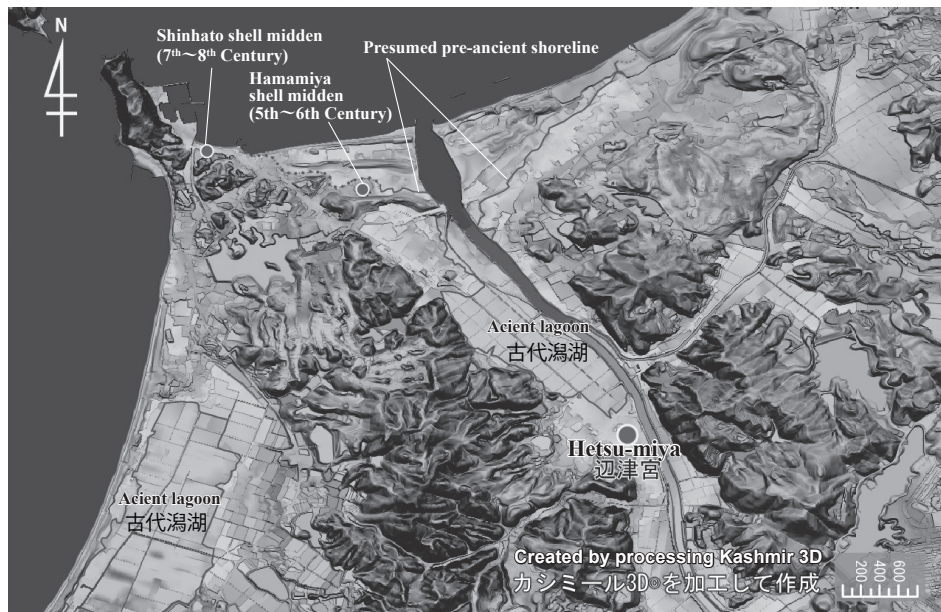 N
Shinhato shell midden
(7th～8th Century)
Hamamiya
shell midden
(5th～6th Century)
Presumed pre-ancient shoreline
Acient lagoon
古代潟湖
Hetsu-miya
辺津宮
Acient lagoon
古代潟湖
Created by processing Kashmir 3D
カシミール3D®を加工して作成
200
400
600